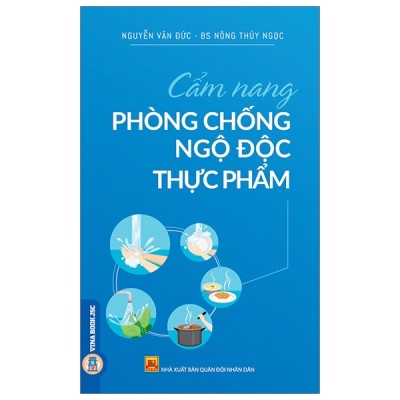 NGUYỄN VĂN ĐỨC - BS NÔNG THÚY NGỌC
Cẩm nang
PHÒNG CHỐNG
NGỘ ĐỘC
THỰC PHẨM
VINA BOOK.JSC
NHÀ XUẤT BẢN QUÂN ĐỘI NHÂN DÂN